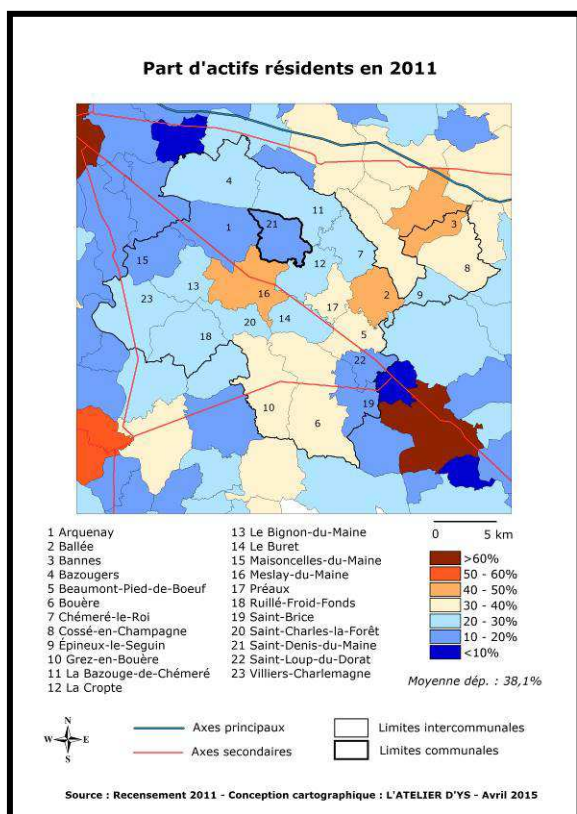 Part d'actifs résidents en 2011
4
11
21
1
3
7
8
15
12
13
9
16
2
23
17
20
14
5
18
22
19
10
6
1 Arquenay
2 Ballée
3 Bannes
4 Bazougers
5 Beaumont-Pied-de-Boeuf
6 Bouère
7 Chémeré-le-Roi
8 Cossé-en-Champagne
9 Épineux-le-Seguin
10 Grez-en-Bouère
11 La Bazouge-de-Chémeré
12 La Cropte
13 Le Bignon-du-Maine
14 Le Buret
15 Maisoncelles-du-Maine
16 Meslay-du-Maine
17 Préaux
18 Ruillé-Froid-Fonds
19 Saint-Brice
20 Saint-Charles-la-Forêt
21 Saint-Denis-du-Maine
22 Saint-Loup-du-Dorat
23 Villiers-Charlemagne
0 5 km
>60%
50 - 60%
40 - 50%
30 - 40%
20 - 30%
10 - 20%
<10%
Moyenne dép. : 38,1%
N
W E
S
Axes principaux
Axes secondaires
Limites intercommunales
Limites communales
Source : Recensement 2011 - Conception cartographique : L'ATELIER D'YS - Avril 2015